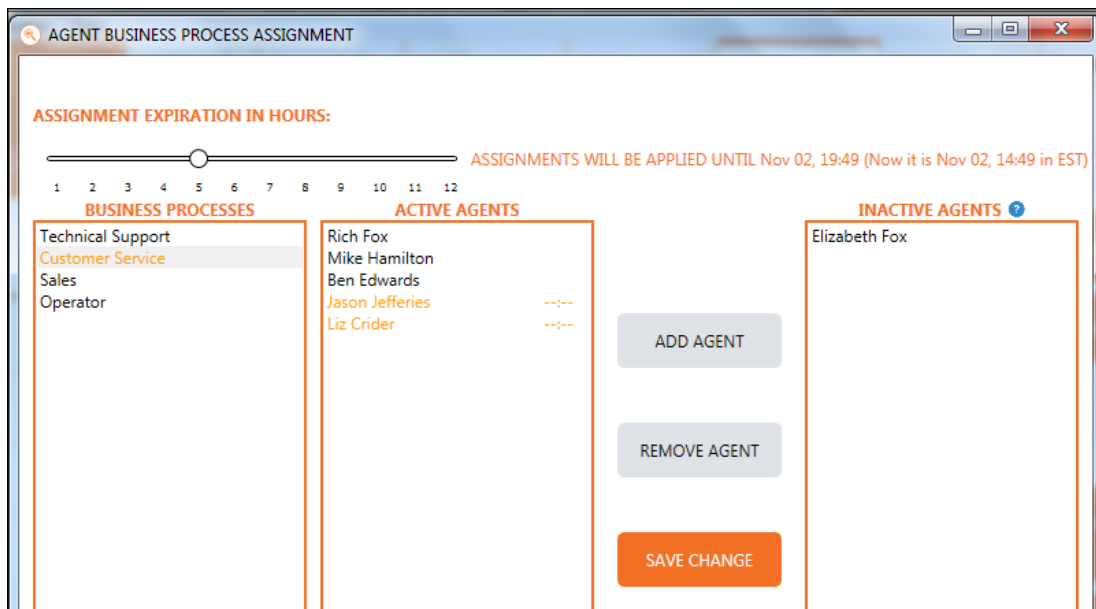 AGENT BUSINESS PROCESS ASSIGNMENT
ASSIGNMENT EXPIRATION IN HOURS:
ASSIGNMENTS WILL BE APPLIED UNTIL Nov 02, 19:49 (Now it is Nov 02, 14:49 in EST)
1 2 3 4 5 6 7 8 9 10 11 12
BUSINESS PROCESSES
Technical Support
Customer Service
Sales
Operator
ACTIVE AGENTS
Rich Fox
Mike Hamilton
Ben Edwards
Jason Jefferies --:--
Liz Crider --:--
ADD AGENT
REMOVE AGENT
SAVE CHANGE
INACTIVE AGENTS ?
Elizabeth Fox